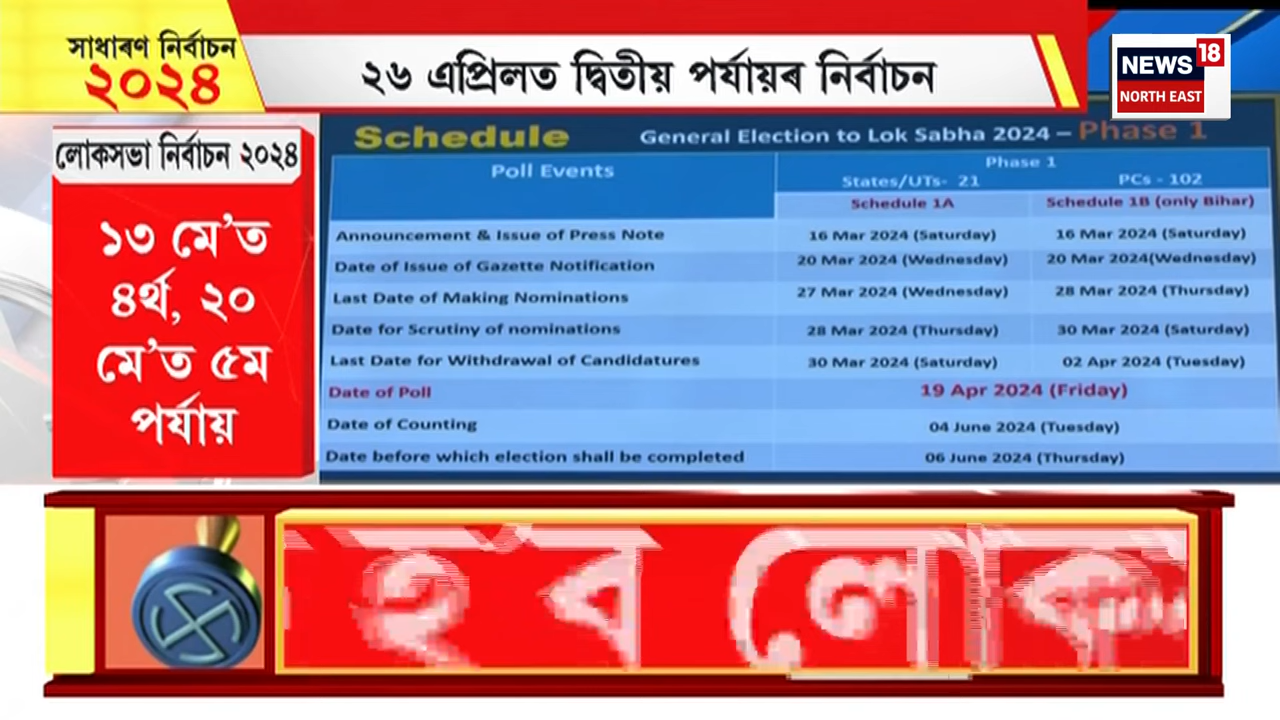 সাধাৰণ নিৰ্বাচন
২০২৪
২৬ এপ্ৰিলত দ্বিতীয় পৰ্যায়ৰ নিৰ্বাচন
NEWS 18
NORTH EAST
লোকসভা নিৰ্বাচন ২০২৪
১৩ মে'ত
৪ৰ্থ, ২০
মে'ত ৫ম
পৰ্যায়
Schedule General Election to Lok Sabha 2024 – Phase 1
Poll Events Phase 1
States/UTs- 21 PCs - 102
Schedule 1A Schedule 1B (only Bihar)
Announcement & Issue of Press Note 16 Mar 2024 (Saturday) 16 Mar 2024 (Saturday)
Date of Issue of Gazette Notification 20 Mar 2024 (Wednesday) 20 Mar 2024(Wednesday)
Last Date of Making Nominations 27 Mar 2024 (Wednesday) 28 Mar 2024 (Thursday)
Date for Scrutiny of nominations 28 Mar 2024 (Thursday) 30 Mar 2024 (Saturday)
Last Date for Withdrawal of Candidatures 30 Mar 2024 (Saturday) 02 Apr 2024 (Tuesday)
Date of Poll 19 Apr 2024 (Friday)
Date of Counting 04 June 2024 (Tuesday)
Date before which election shall be completed 06 June 2024 (Thursday)
হ'ব